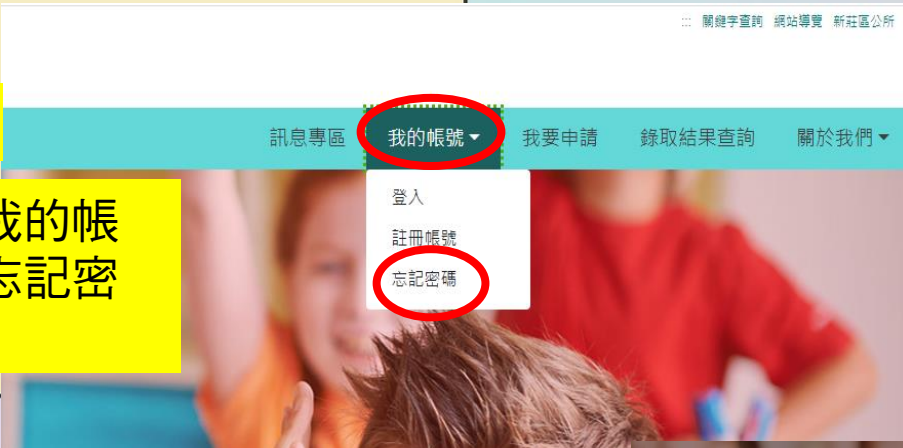 ::: 關鍵字查詢 網站導覽 新莊區公所
訊息專區 我的帳號 我要申請 錄取結果查詢 關於我們
登入
註冊帳號
忘記密碼
我的帳
忘記密